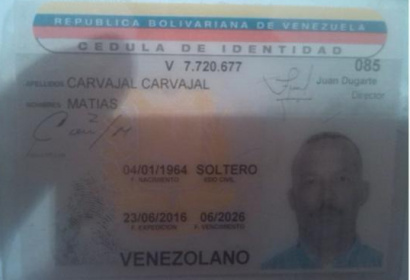 REPUBLICA BOLIVARIANA DE VENEZUELA
CEDULA DE IDENTIDAD
V 7.720.677 085
APELLIDOS CARVAJAL CARVAJAL Juan Dugarte
Director
NOMBRES MATIAS
04/01/1964 SOLTERO
F. NACIMIENTO EDO CIVIL
23/08/2016 06/2026
F. EXPEDICION F. VENCIMIENTO
VENEZOLANO